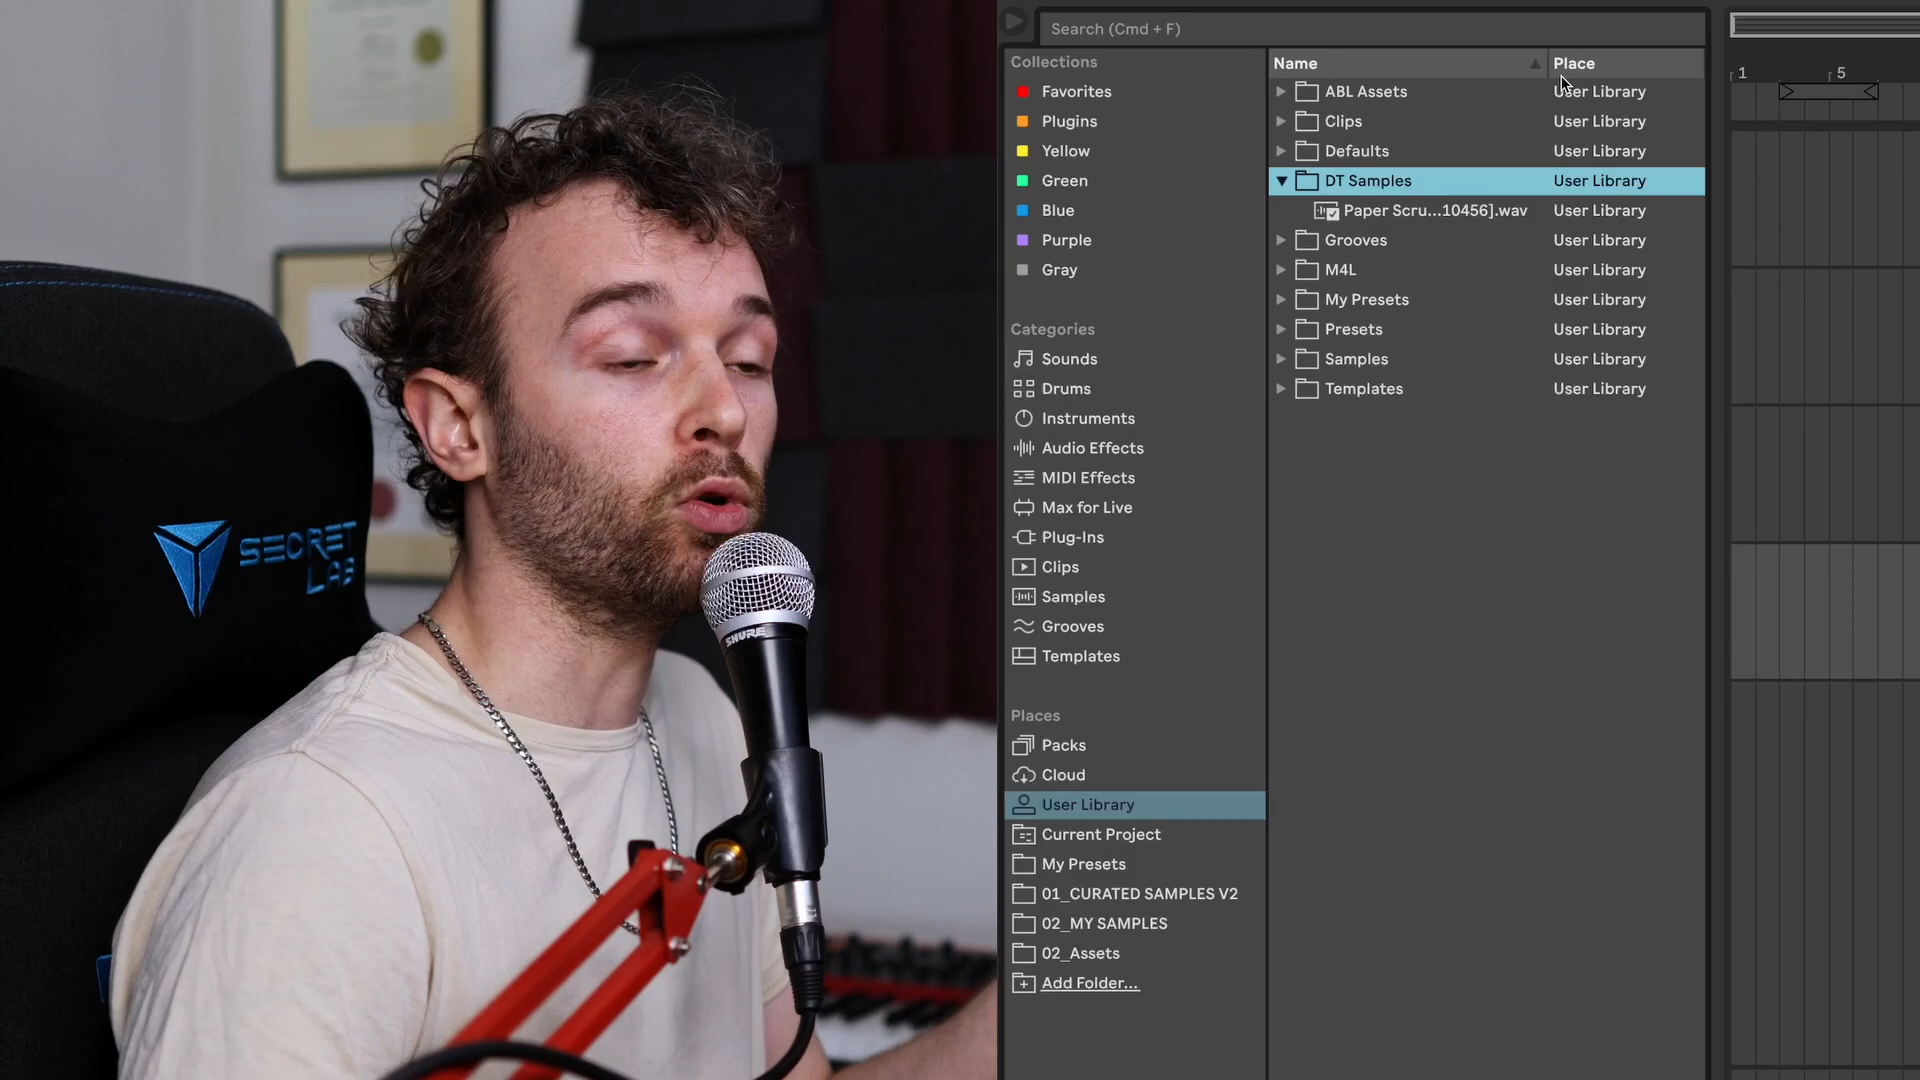 SECRET
LAB
SHURE
Search (Cmd + F)
Collections
Favorites
Plugins
Yellow
Green
Blue
Purple
Gray
Categories
Sounds
Drums
Instruments
Audio Effects
MIDI Effects
Max for Live
Plug-Ins
Clips
Samples
Grooves
Templates
Places
Packs
Cloud
User Library
Current Project
My Presets
01_CURATED SAMPLES V2
02_MY SAMPLES
02_Assets
Add Folder...
Name Place
ABL Assets User Library
Clips User Library
Defaults User Library
DT Samples User Library
Paper Scru...10456].wav User Library
Grooves User Library
M4L User Library
My Presets User Library
Presets User Library
Samples User Library
Templates User Library
1 5